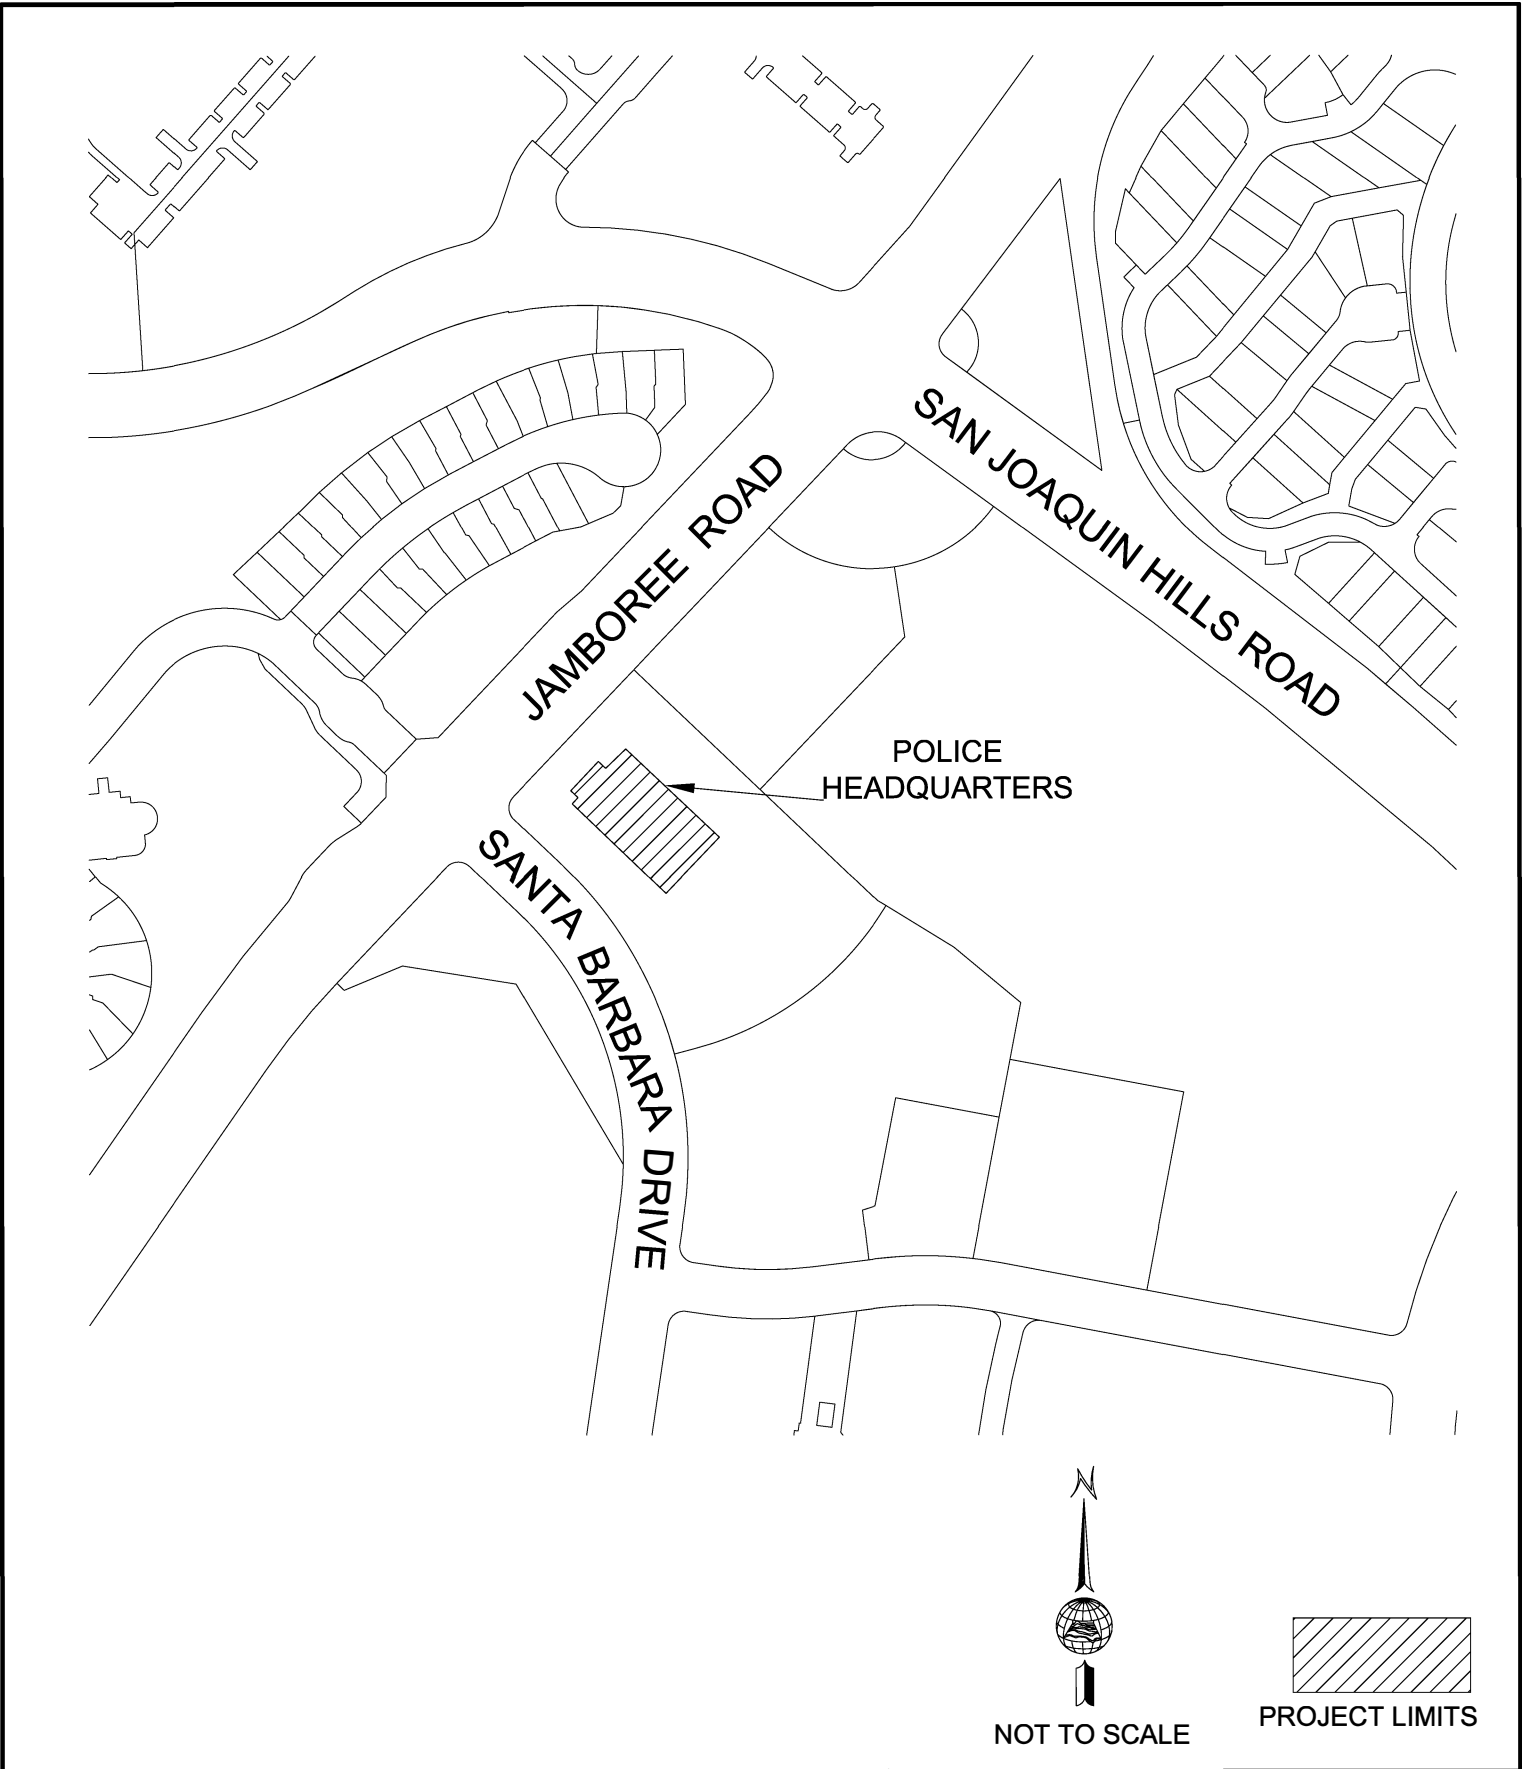 SAN JOAQUIN HILLS ROAD
JAMBOREE ROAD
POLICE
HEADQUARTERS
SANTA BARBARA DRIVE
N
NOT TO SCALE
PROJECT LIMITS